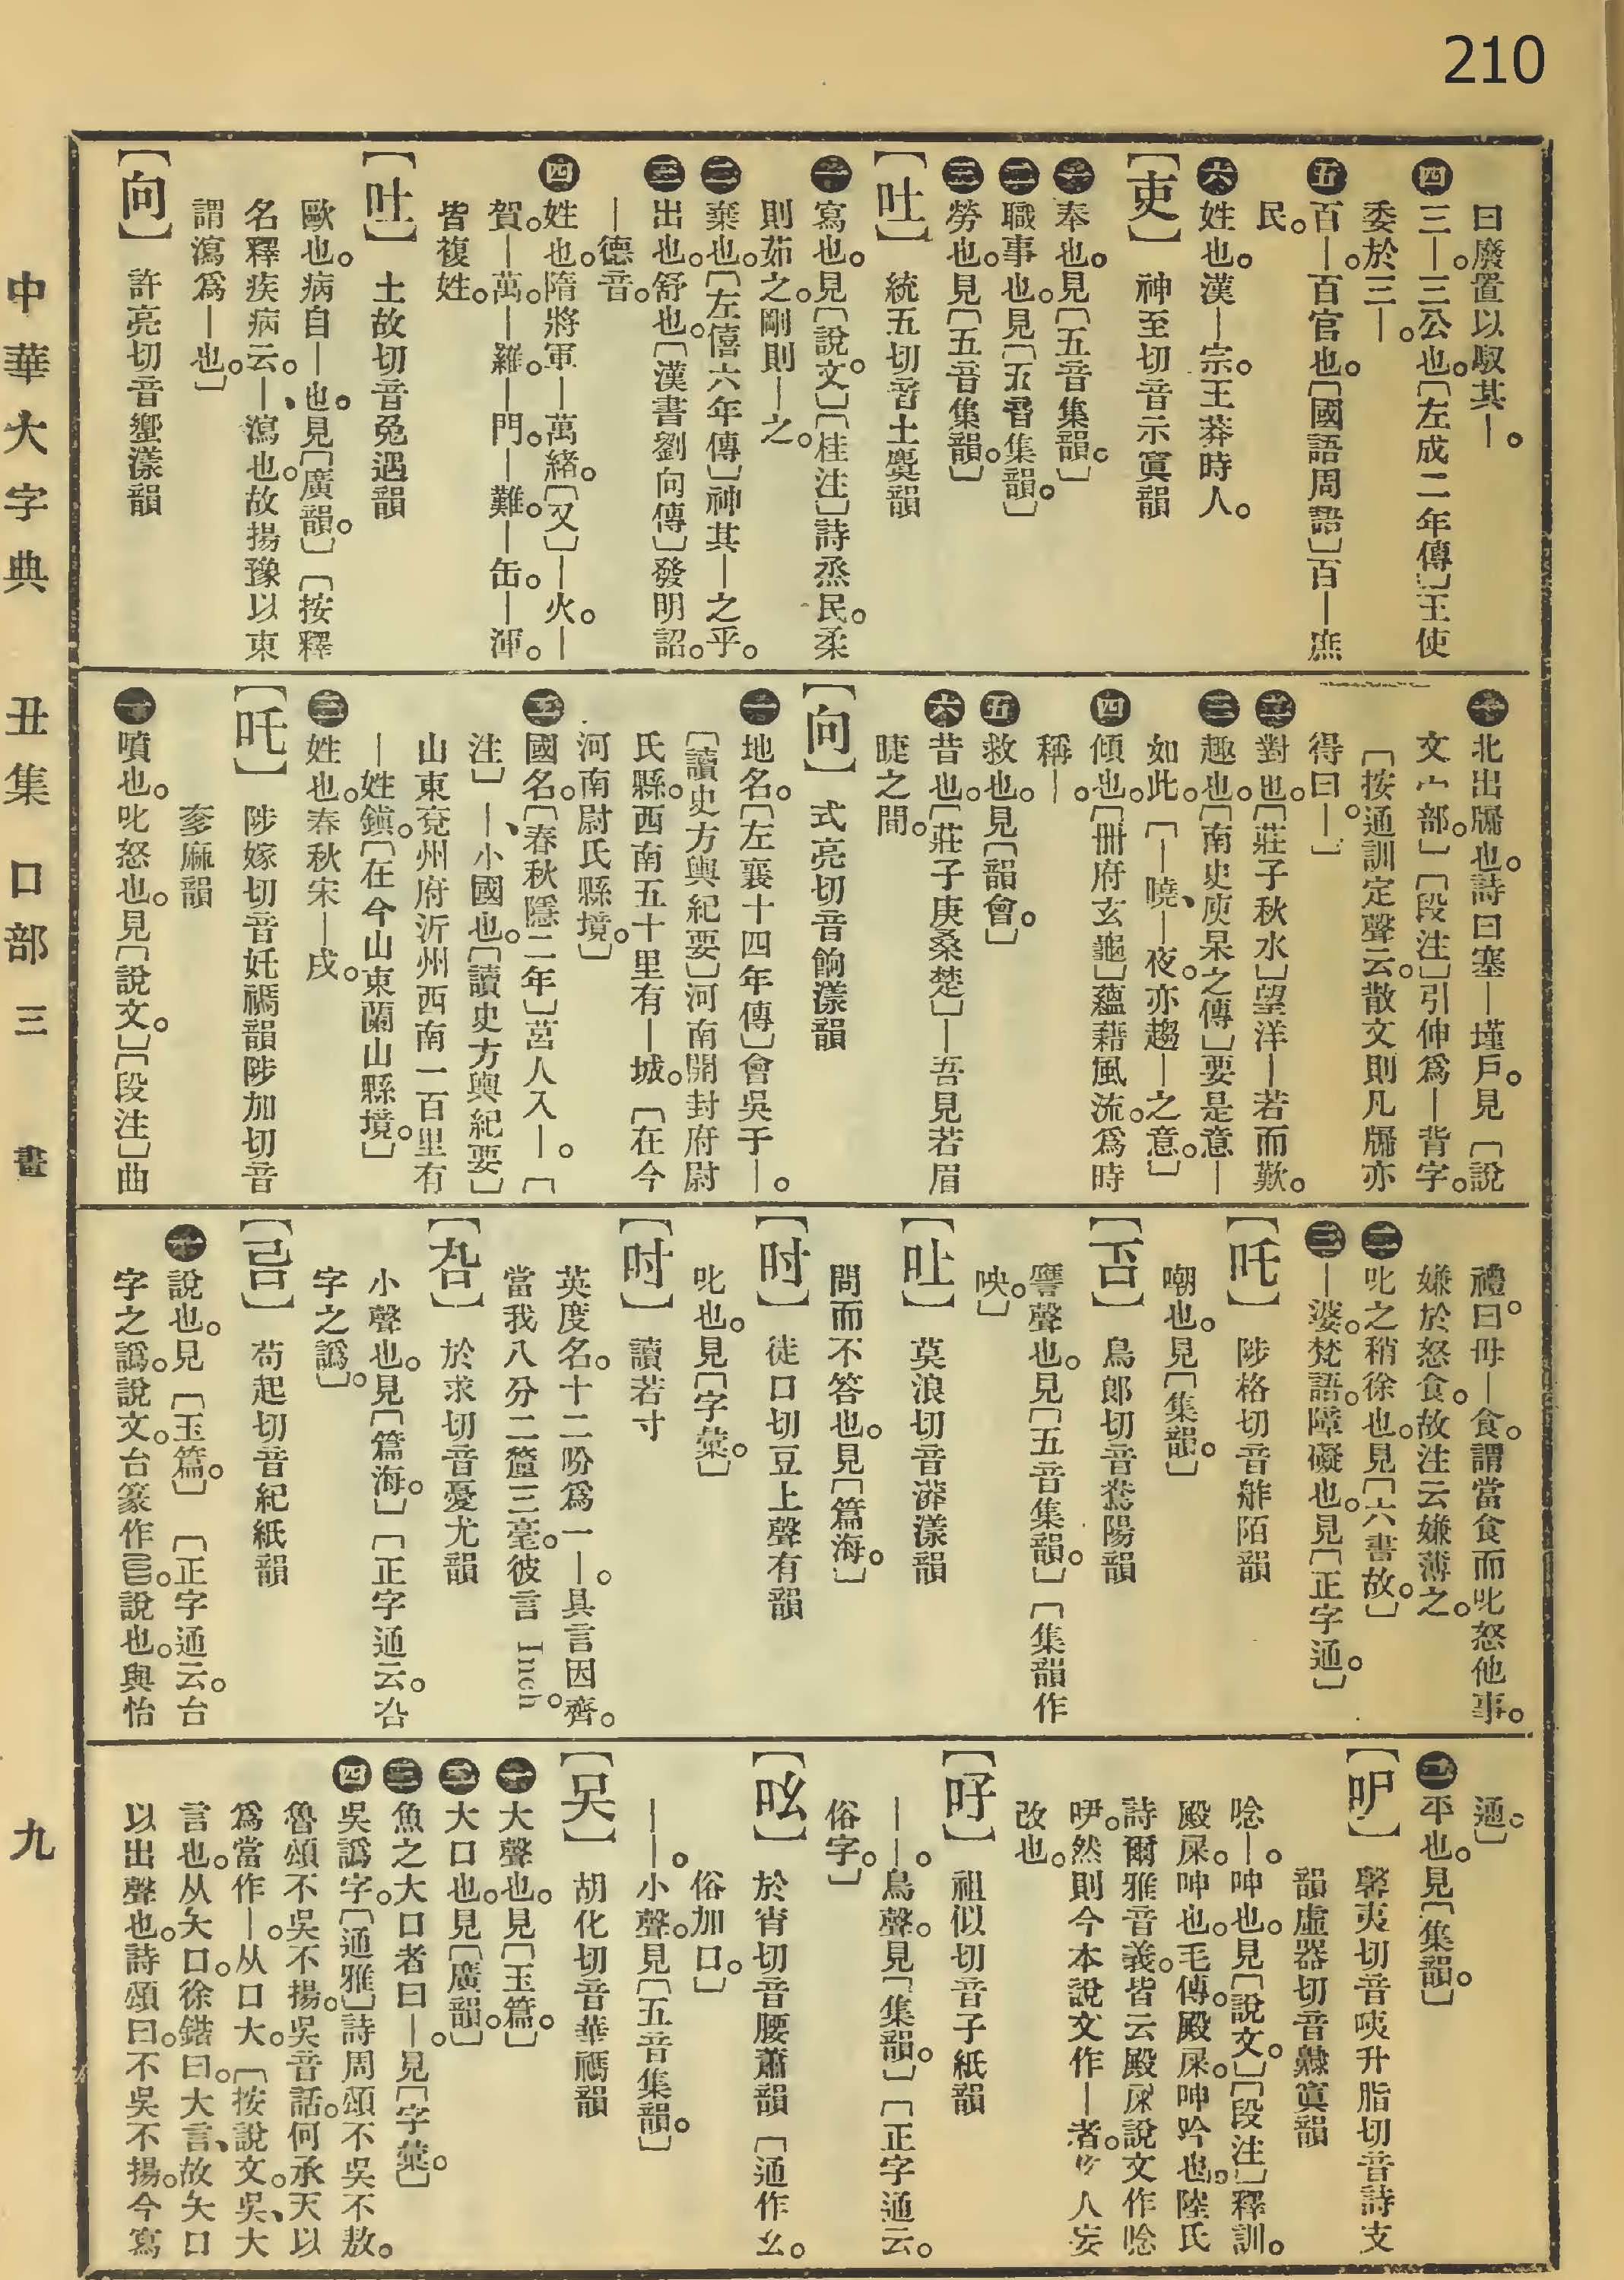 210
曰廢置以馭其—。
㊃三—。三公也。〔左成二年傳〕王使
委於三—。
㊄百—。百官也。〔國語周語〕百—庶
民。
㊅姓也。漢—宗。王莽時人。
【吏】 神至切音示寘韻
㊀奉也。見〔五音集韻。〕
㊁職事也。見〔五音集韻。〕
㊂勞也。見〔五音集韻。〕
【吐】 統五切音土麌韻
㊀寫也。見〔說文。〕〔桂注〕詩烝民。柔
則茹之。剛則—之。
㊁棄也。〔左僖六年傳〕神其—之乎。
㊂出也。舒也。〔漢書劉向傳〕發明詔。
—德音。
㊃姓也。隋將軍—萬緒。〔又〕—火。—
賀。—萬。—雞。—門。—難。—缶。—渾。
皆複姓。
【吐】 土故切音兔遇韻
歐也。病自—也。見〔廣韻。〕〔按釋
名釋疾病云。—、瀉也。故揚豫以東
謂瀉爲—也。〕
【向】 許亮切音蠁漾韻
㊀北出牖也。詩曰塞—墐戶。見〔說
文宀部。〕〔段注〕引伸爲—背字。
〔按通訓定聲云。散文則凡牖亦
得曰—。〕
㊁對也。〔莊子秋水〕望洋—若而歎。
㊂趣也。〔南史庾杲之傳〕要是意—
如此。〔—曉、—夜。亦趨—之意。〕
㊃傾也。〔冊府玄龜〕蘊藉風流。爲時
稱—。
㊄救也。見〔韻會。〕
㊅昔也。〔莊子庚桑楚〕—吾見若眉
睫之間。
【向】 式亮切音餉漾韻
㊀地名。〔左襄十四年傳〕會吳于—。
〔讀史方輿紀要〕河南開封府尉
氏縣。西南五十里有—城。〔在今
河南尉氏縣境。〕
㊁國名。〔春秋隱二年〕莒人入—。〔
注〕—、小國也。〔讀史方輿紀要〕
山東兗州府沂州西南一百里有
—姓鎭。〔在今山東蘭山縣境。〕
㊂姓也。春秋宋—戌。
【吒】 陟嫁切音奼禡韻陟加切音
㚲麻韻
㊀噴也。叱怒也。見〔說文。〕〔段注〕曲
禮。曰毋—食。謂當食而叱怒他事。
嫌於怒食。故注云嫌薄之。
㊁叱之稍徐也。見〔六書故。〕
㊂—婆。梵語。障礙也。見〔正字通。〕
【吒】 陟格切音舴陌韻
嘲也。見〔集韻。〕
【𠮵】 烏郎切音鴦陽韻
譍聲也。見〔五音集韻。〕〔集韻作
咉。〕
【吐】 莫浪切音漭漾韻
問而不答也。見〔篇海。〕
【吋】 徒口切豆上聲有韻
叱也。見〔字彙。〕
【吋】 讀若寸
英度名。十二吩爲一—。具言因齊。
當我八分二釐三毫。彼言 Inch。
【叴】 於求切音憂尤韻
小聲也。見〔篇海。〕〔正字通云。叴
字之譌。〕
【㠯】 苟起切音紀紙韻
㊀說也。見〔玉篇。〕〔正字通云。台
字之譌。說文。台篆作㠯。說也。與怡
通。〕
㊁平也。見〔集韻。〕
【吚】 馨夷切音咦升脂切音詩支
韻虛器切音齂寘韻
唸—。呻也。見〔說文。〕〔段注〕釋訓。
殿屎。呻也。毛傳。殿屎。呻吟也。陸氏
詩爾雅音義。皆云殿屎說文作唸
吚。然則今本說文作—者。人妄
改也。
【吇】 祖似切音子紙韻
——。鳥聲。見〔集韻。〕〔正字通云。
俗字。〕
【吆】 於宵切音腰蕭韻〔通作幺。
俗加口。〕
——。小聲。見〔五音集韻。〕
【吴】 胡化切音華禡韻
㊀大聲也。見〔玉篇。〕
㊁大口也。見〔廣韻。〕
㊂魚之大口者曰—。見〔字彙。〕
㊃吳譌字。〔通雅〕詩周頌不吳不敖。
魯頌不吳不揚。吳音話。何承天以
爲當作—。从口大。〔按說文。吳、大
言也。从夨口。徐鍇曰。大言、故夨口
以出聲也。詩頌曰。不吳不揚。今寫
中華大字典 丑集 口部 三畫 九